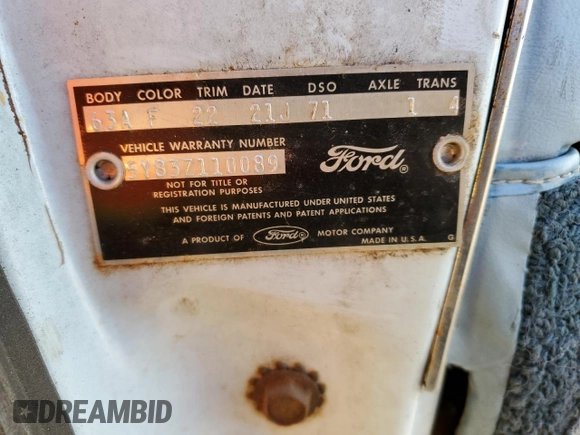 BODY COLOR TRIM DATE DSO AXLE TRANS
63A F 22 21J 71 1 4
VEHICLE WARRANTY NUMBER
5Y83Z110089
Ford®
NOT FOR TITLE OR
REGISTRATION PURPOSES
THIS VEHICLE IS MANUFACTURED UNDER UNITED STATES
AND FOREIGN PATENTS AND PATENT APPLICATIONS
A PRODUCT OF Ford® MOTOR COMPANY
MADE IN U.S.A. G
DREAMBID